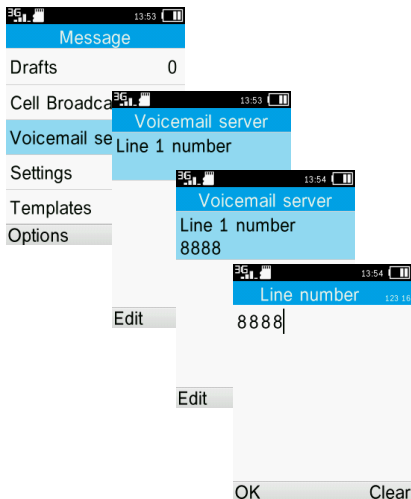 3G 13:53
Message
Drafts 0
Cell Broadca
Voicemail se
Settings
Templates
Options
3G 13:53
Voicemail server
Line 1 number
Edit
3G 13:54
Voicemail server
Line 1 number
8888
Edit
3G 13:54
Line number 123 16
8888
OK Clear